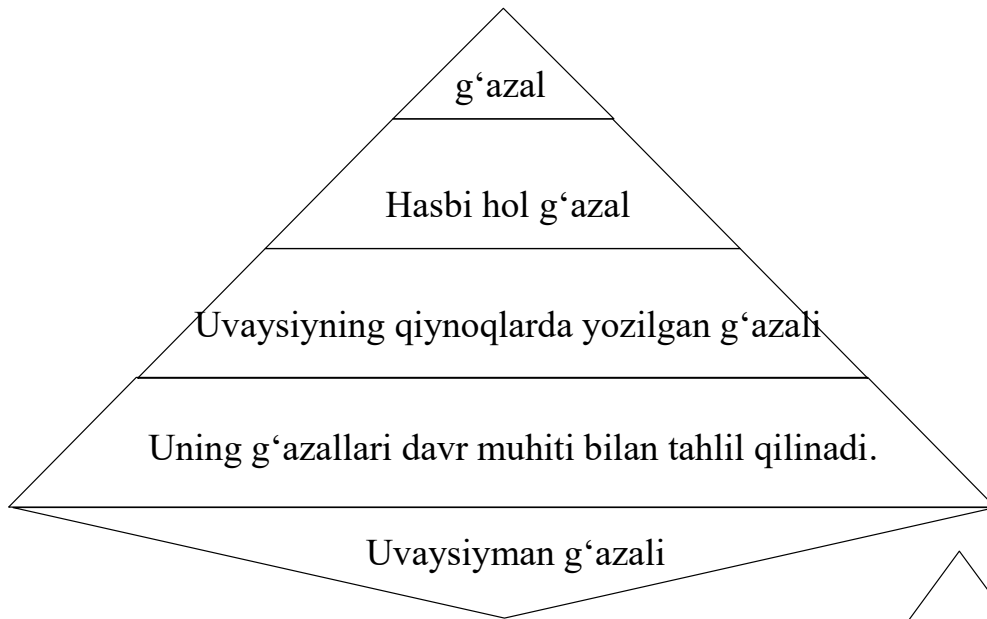 g‘azal
Hasbi hol g‘azal
Uvaysiyning qiynoqlarda yozilgan g‘azali
Uning g‘azallari davr muhiti bilan tahlil qilinadi.
Uvaysiyman g‘azali